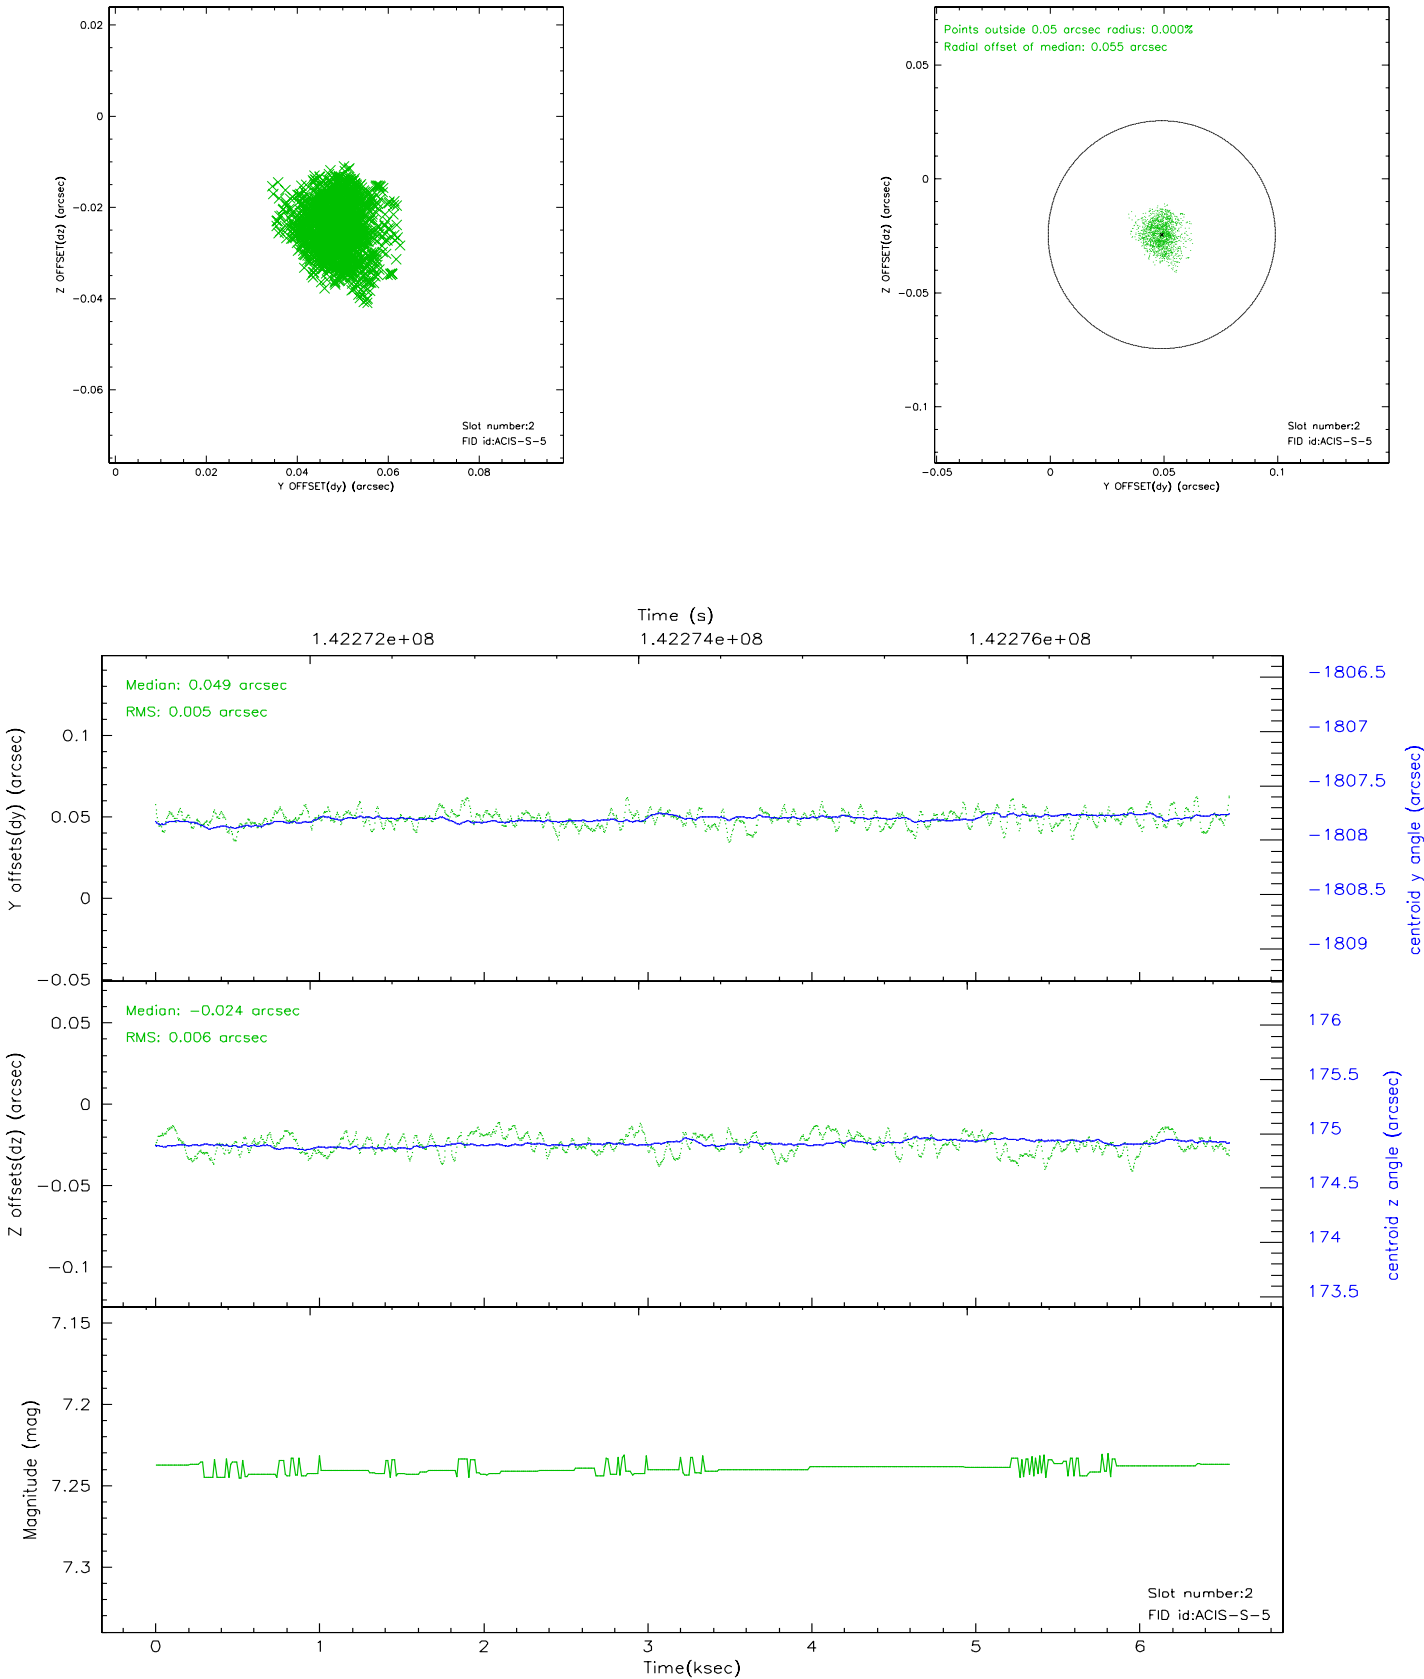 0.02
0
-0.02
-0.04
-0.06
Z OFFSET(dz) (arcsec)
Slot number:2
FID id:ACIS-S-5
0
0.02
0.04
0.06
0.08
Y OFFSET(dy) (arcsec)
Points outside 0.05 arcsec radius: 0.000%
Radial offset of median: 0.055 arcsec
0.05
0
-0.05
-0.1
Z OFFSET(dz) (arcsec)
Slot number:2
FID id:ACIS-S-5
-0.05
0
0.05
0.1
Y OFFSET(dy) (arcsec)
Time (s)
1.42272e+08
1.42274e+08
1.42276e+08
Median: 0.049 arcsec
RMS: 0.005 arcsec
0.1
0.05
0
-0.05
Y offsets(dy) (arcsec)
-1806.5
-1807
-1807.5
-1808
-1808.5
-1809
centroid y angle (arcsec)
Median: -0.024 arcsec
RMS: 0.006 arcsec
0.05
0
-0.05
-0.1
Z offsets(dz) (arcsec)
176
175.5
175
174.5
174
173.5
centroid z angle (arcsec)
7.15
7.2
7.25
7.3
Magnitude (mag)
Slot number:2
FID id:ACIS-S-5
0
1
2
3
4
5
6
Time(ksec)